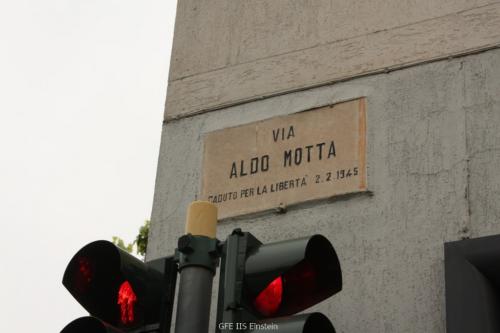 VIA
ALDO MOTTA
CADUTO PER LA LIBERTA' 2.2.1945
GFE IIS Einstein